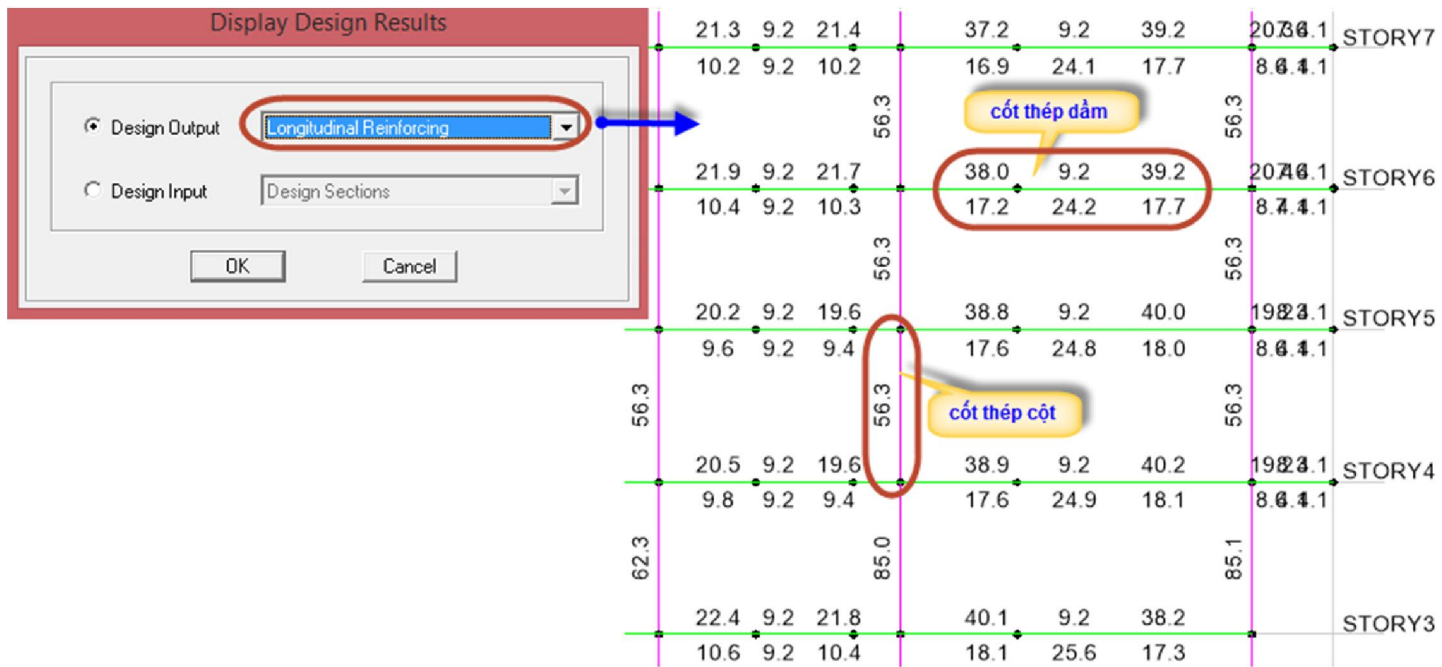 Display Design Results
Design Output
Longitudinal Reinforcing
Design Input
Design Sections
OK
Cancel
21.3 9.2 21.4 37.2 9.2 39.2 STORY7
10.2 9.2 10.2 16.9 24.1 17.7
56.3 56.3
cốt thép dầm
21.9 9.2 21.7 38.0 9.2 39.2 STORY6
10.4 9.2 10.3 17.2 24.2 17.7
56.3 56.3
20.2 9.2 19.6 38.8 9.2 40.0 STORY5
9.6 9.2 9.4 17.6 24.8 18.0
56.3 56.3 56.3
cốt thép cột
20.5 9.2 19.6 38.9 9.2 40.2 STORY4
9.8 9.2 9.4 17.6 24.9 18.1
62.3 85.0 85.1
22.4 9.2 21.8 40.1 9.2 38.2 STORY3
10.6 9.2 10.4 18.1 25.6 17.3